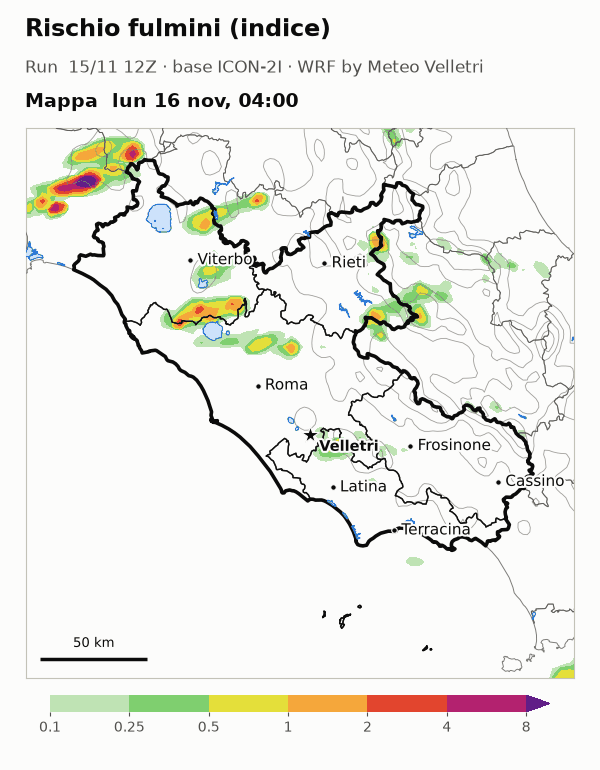 Rischio fulmini (indice)
Run 15/11 12Z · base ICON-2I · WRF by Meteo Velletri
Mappa lun 16 nov, 04:00
Viterbo
Rieti
Roma
Velletri
Frosinone
Latina
Cassino
Terracina
50 km
0.1 0.25 0.5 1 2 4 8